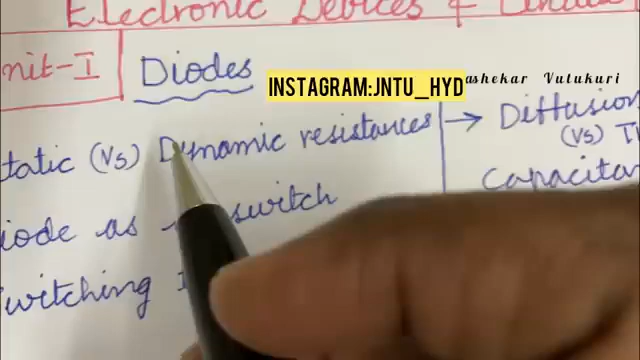 Electronic Devices &
nit-I Diodes
INSTAGRAM:JNTU_HYD ashekar Vutukuri
tatic (Vs) Dynamic resistances → Diffusion
(vs) T
iode as switch Capacita
witching